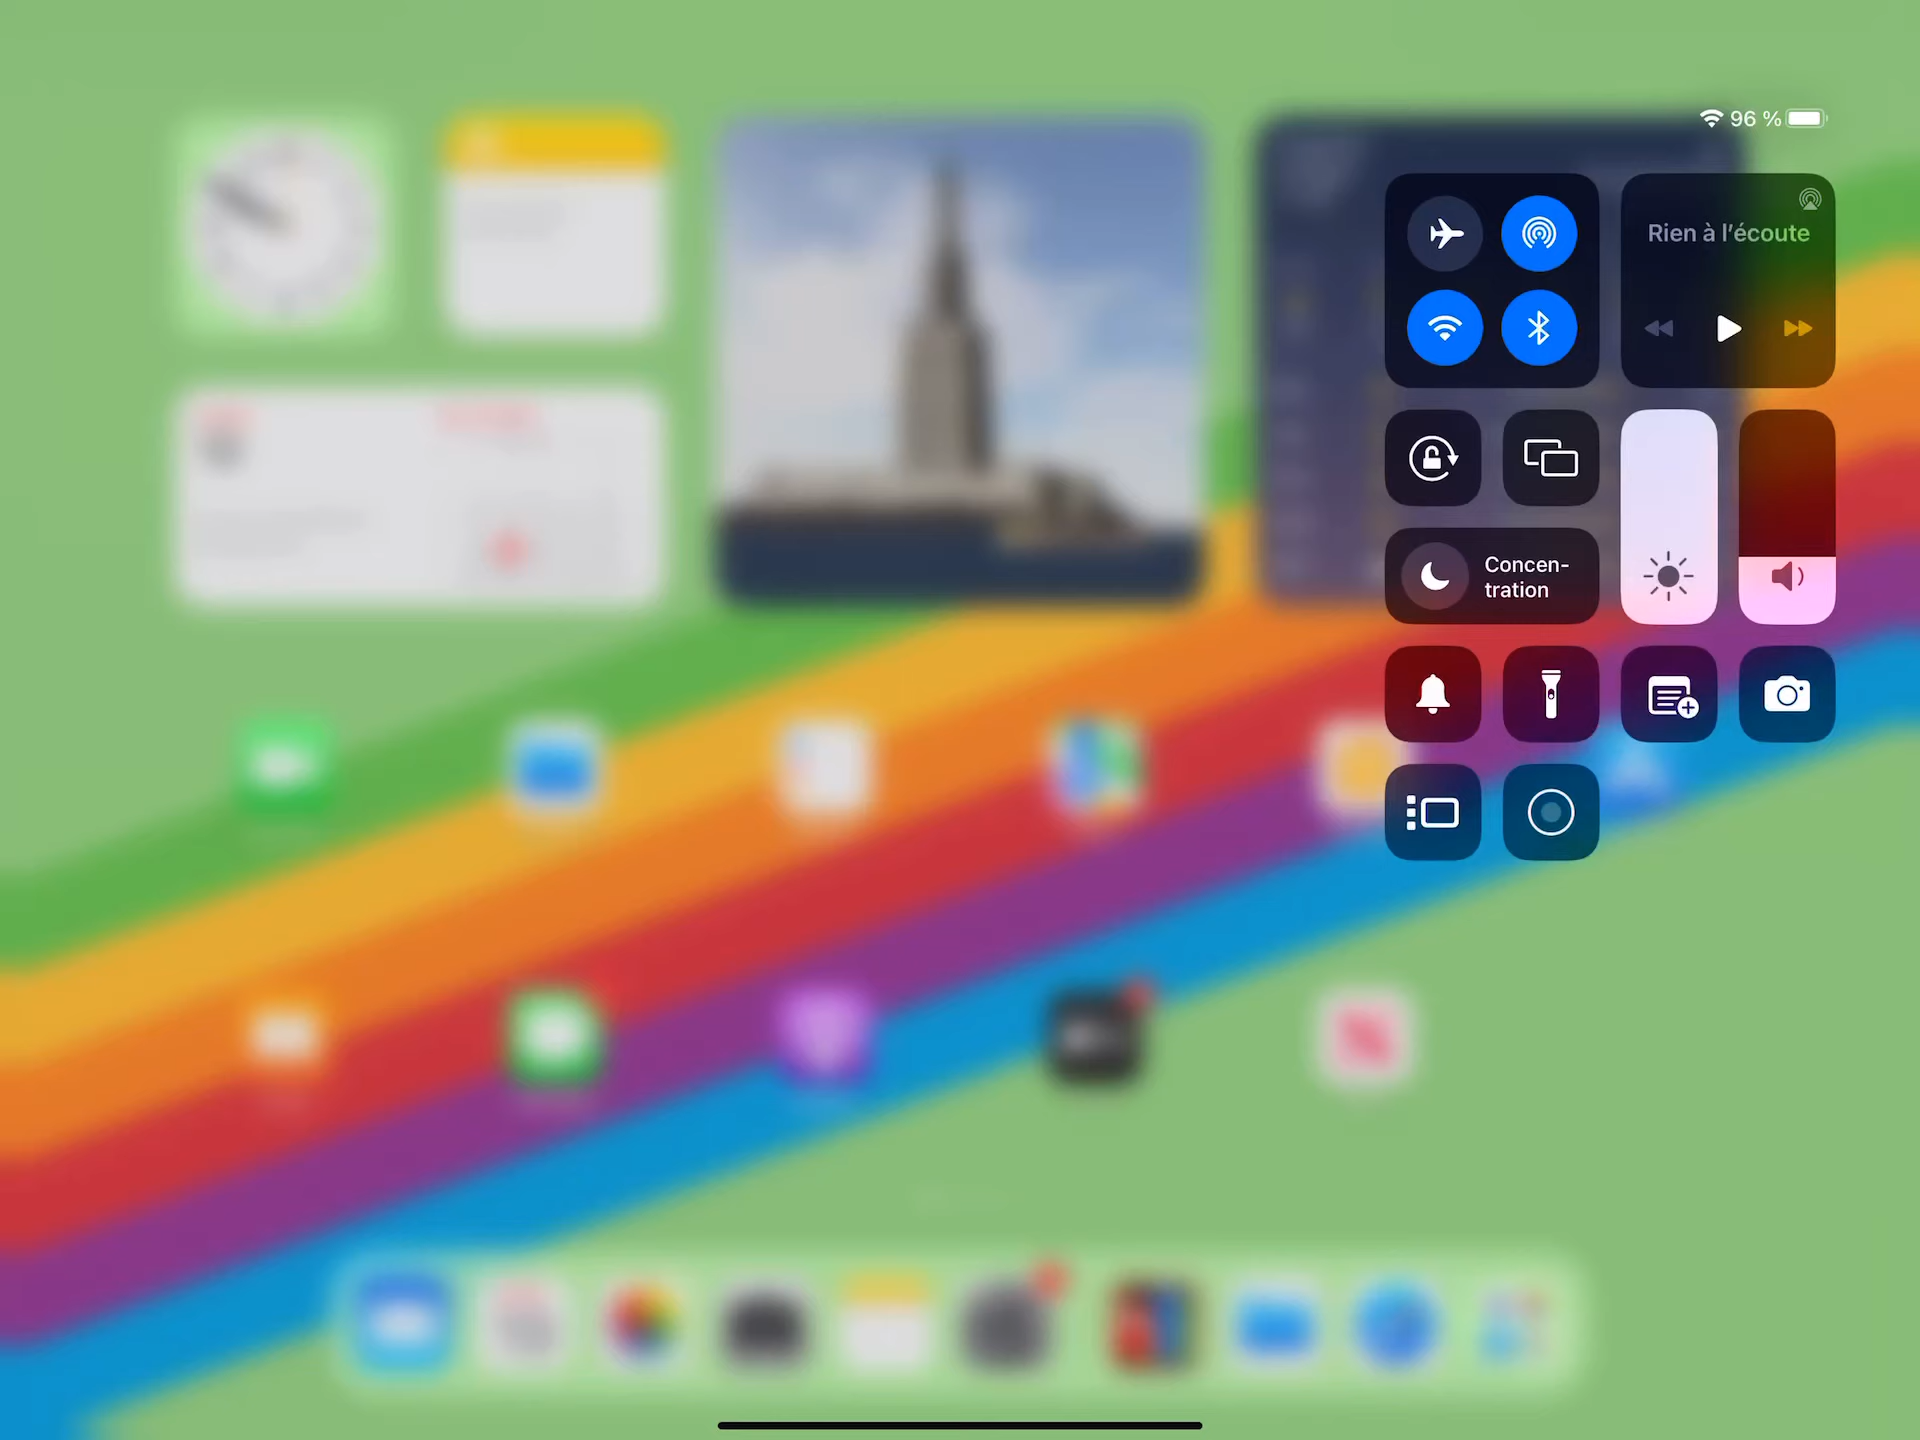 96 %
Rien à l’écoute
Concen-
tration